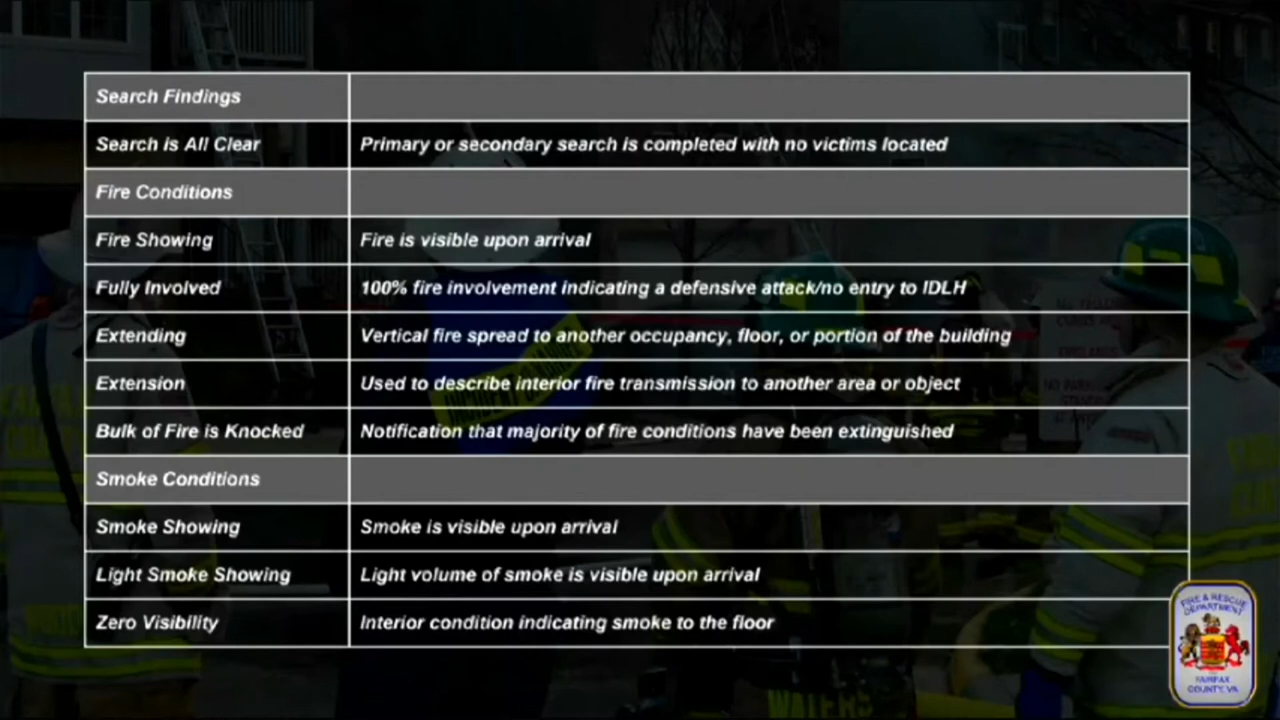 Search Findings
Search is All Clear Primary or secondary search is completed with no victims located
Fire Conditions
Fire Showing Fire is visible upon arrival
Fully Involved 100% fire involvement indicating a defensive attack/no entry to IDLH
Extending Vertical fire spread to another occupancy, floor, or portion of the building
Extension Used to describe interior fire transmission to another area or object
Bulk of Fire is Knocked Notification that majority of fire conditions have been extinguished
Smoke Conditions
Smoke Showing Smoke is visible upon arrival
Light Smoke Showing Light volume of smoke is visible upon arrival
Zero Visibility Interior condition indicating smoke to the floor
FIRE & RESCUE
DEPARTMENT
FAIRFAX
COUNTY, VA
INCIDENT
WATERS